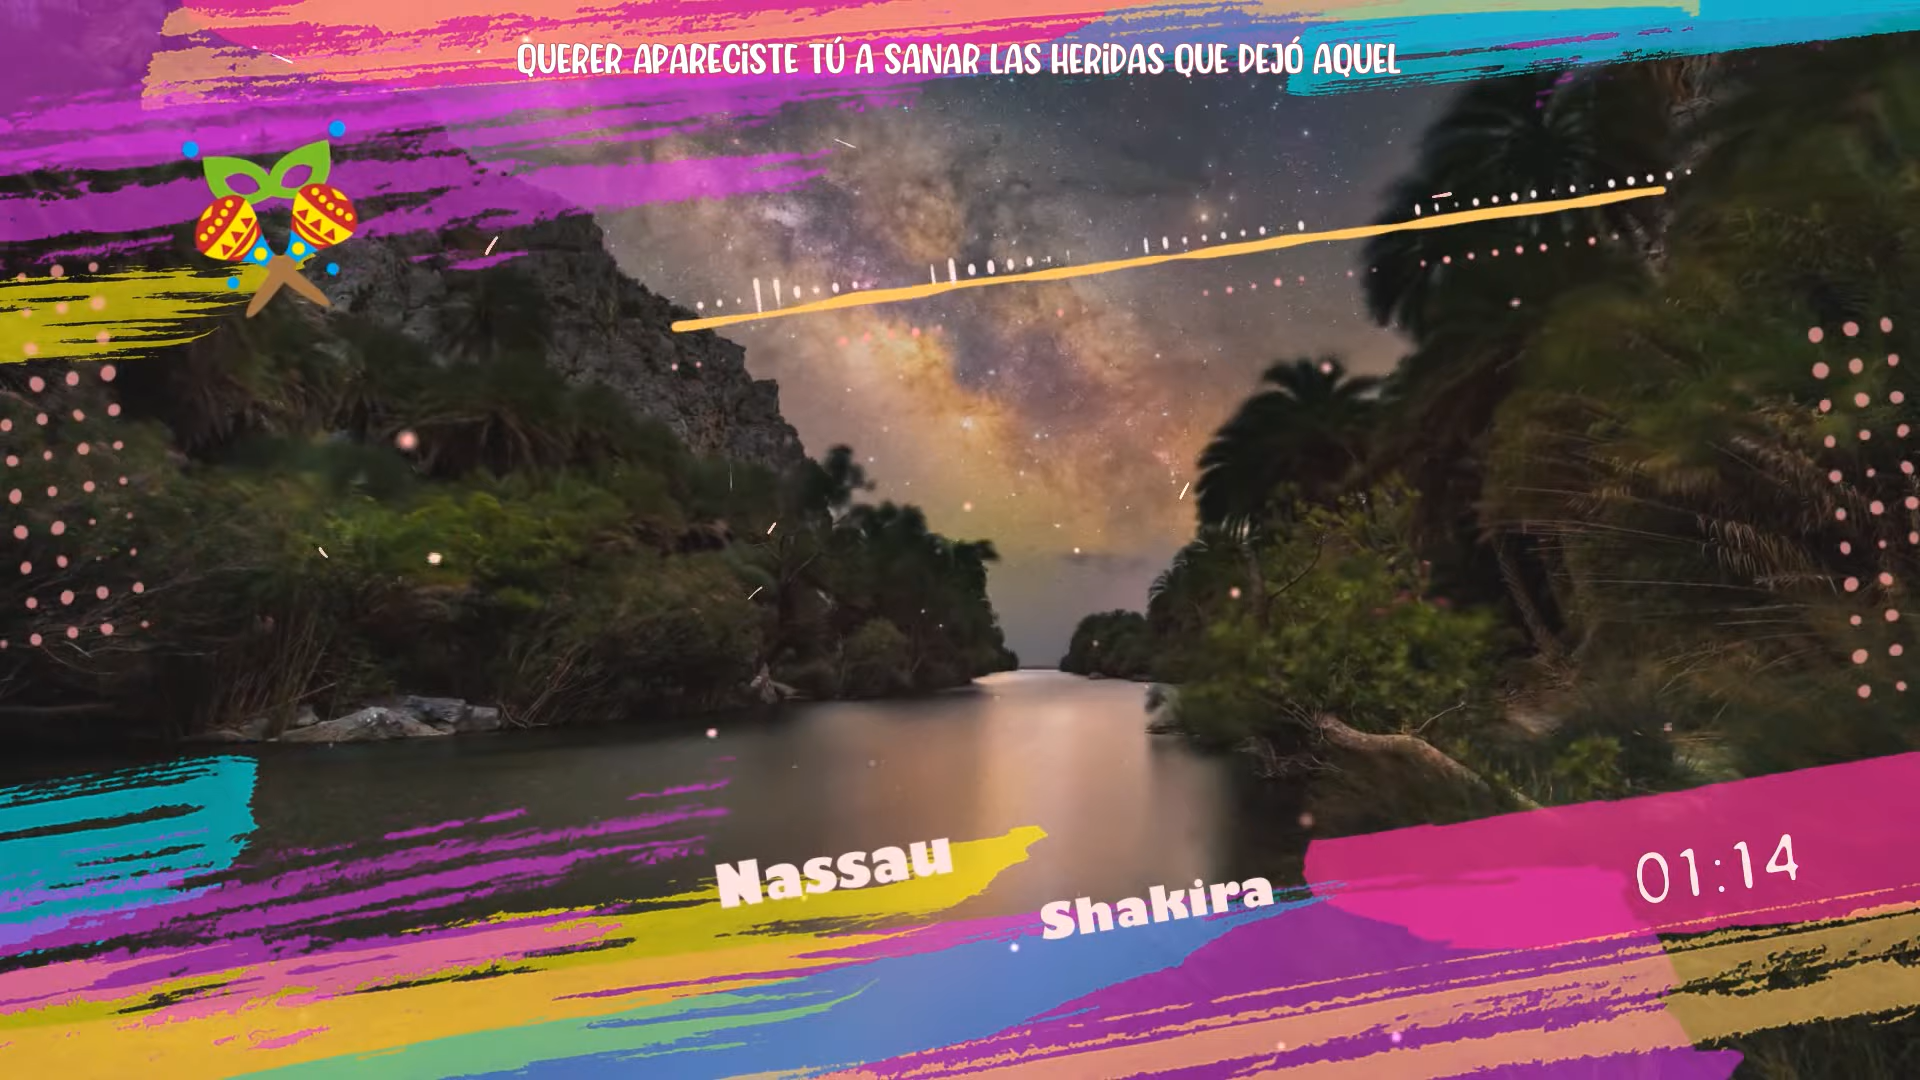 QUERER APARECISTE TÚ A SANAR LAS HERIDAS QUE DEJÓ AQUEL
Nassau
Shakira
01:14